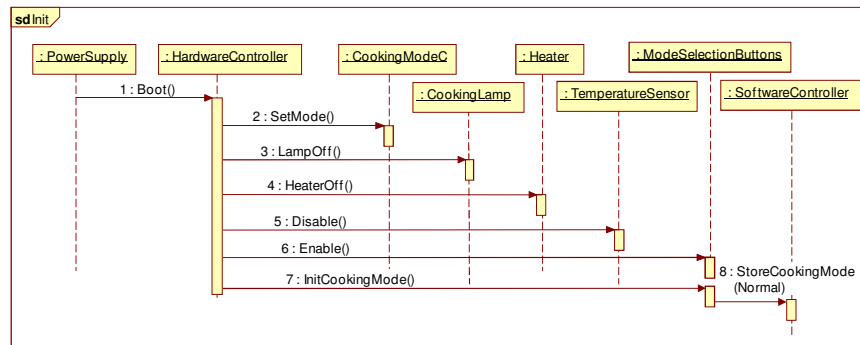 sd Init
: PowerSupply
: HardwareController
: CookingModeC
: Heater
: ModeSelectionButtons
: CookingLamp
: TemperatureSensor
: SoftwareController
1 : Boot()
2 : SetMode()
3 : LampOff()
4 : HeaterOff()
5 : Disable()
6 : Enable()
7 : InitCookingMode()
8 : StoreCookingMode
(Normal)